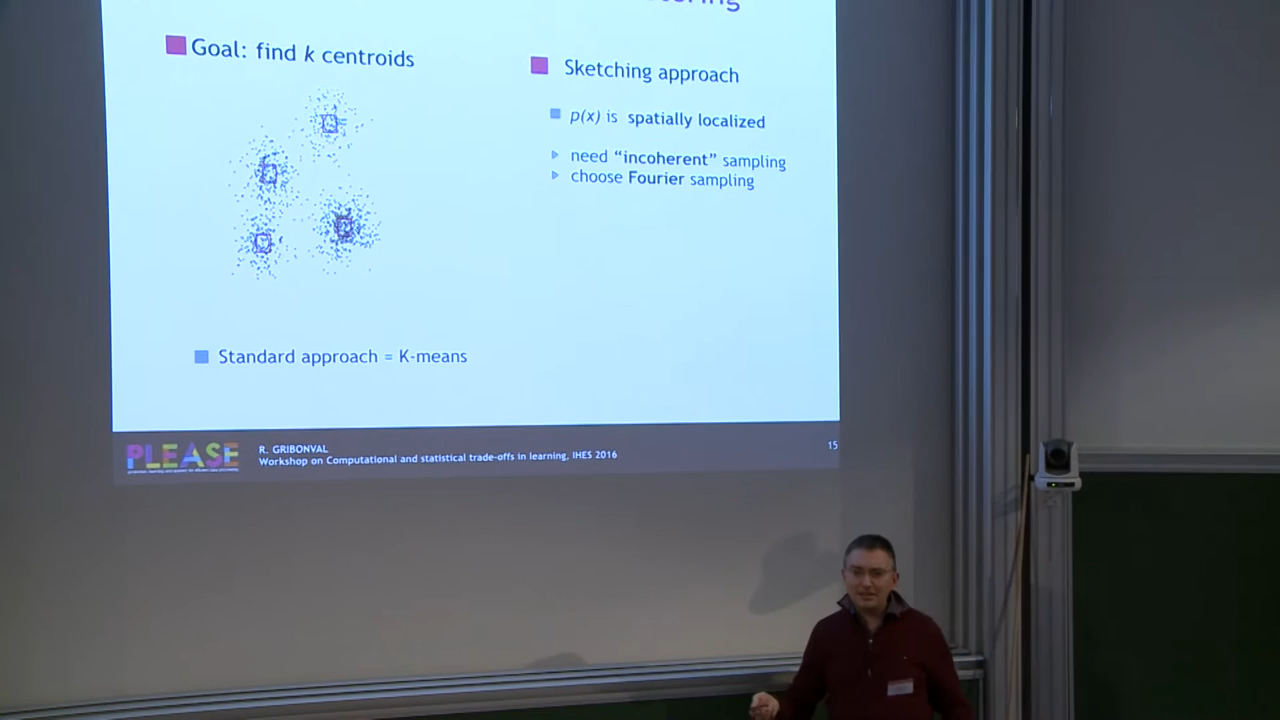 Goal: find k centroids
Sketching approach
p(x) is spatially localized
need “incoherent” sampling
choose Fourier sampling
Standard approach = K-means
PLEASE
R. GRIBONVAL
Workshop on Computational and statistical trade-offs in learning, IHES 2016
15